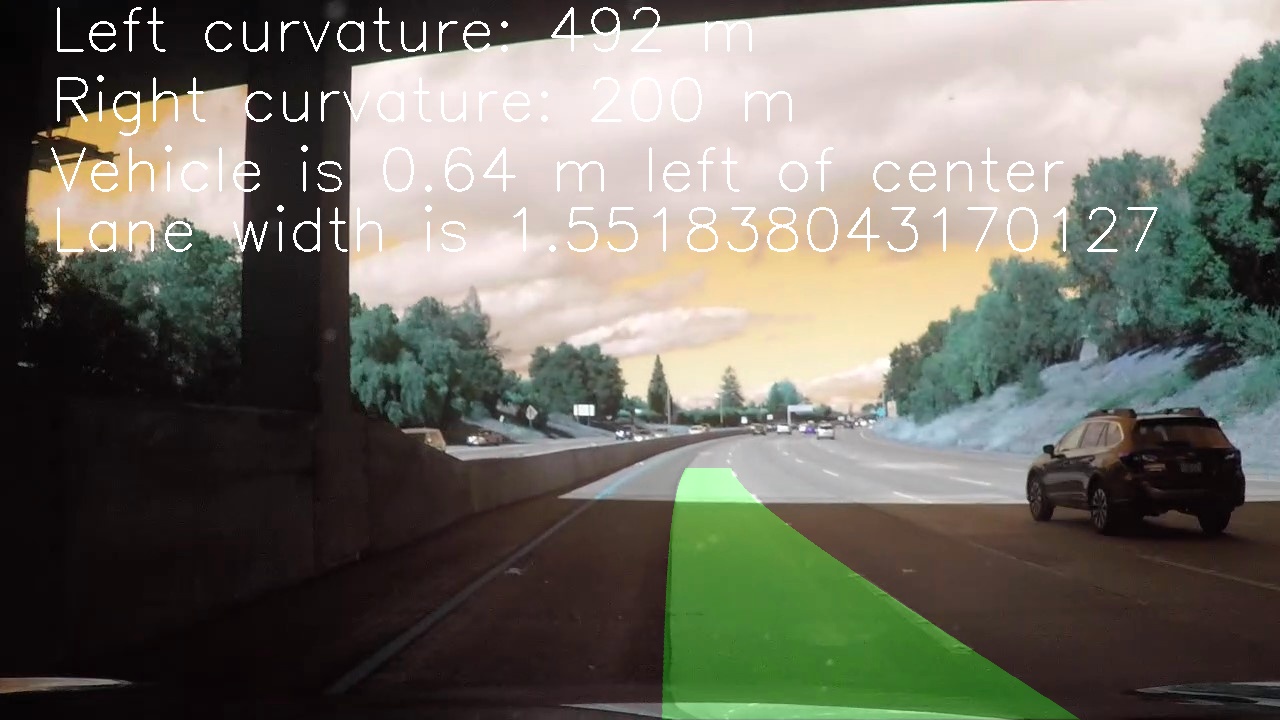 Left curvature: 492 m
Right curvature: 200 m
Vehicle is 0.64 m left of center
Lane width is 1.551838043170127